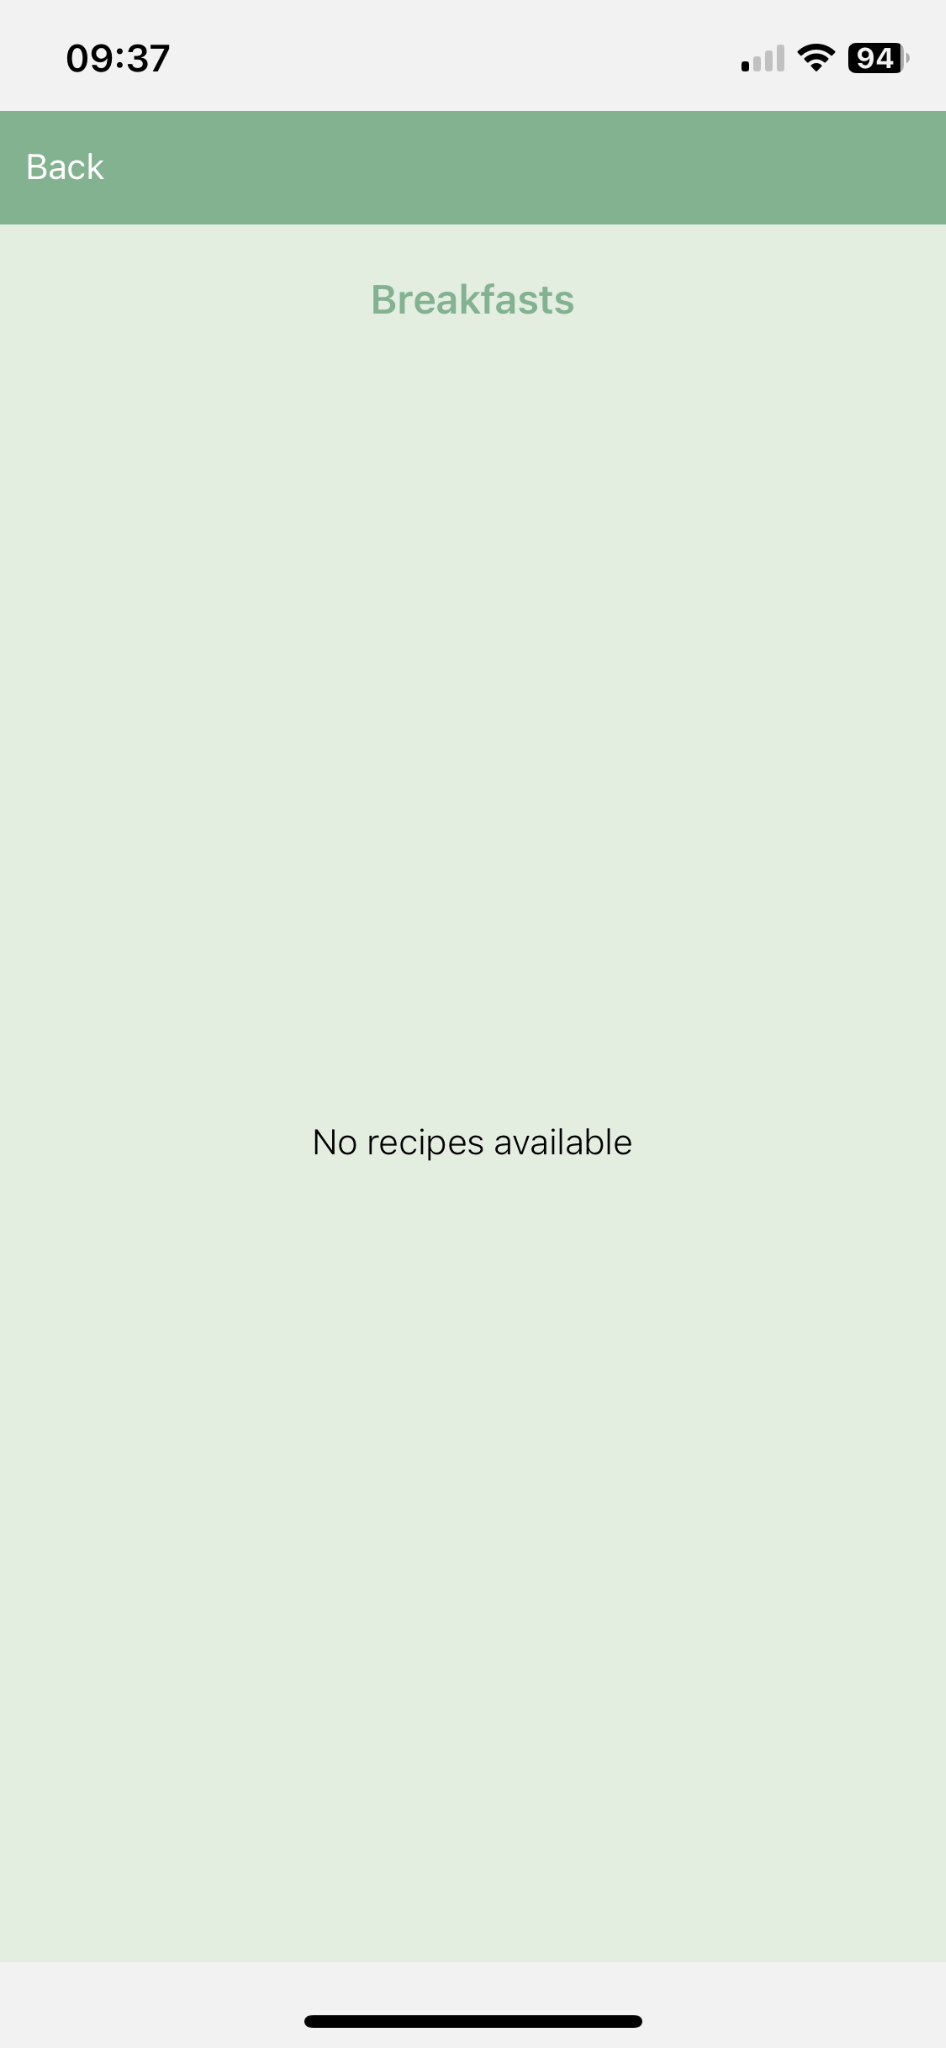 09:37
94
Back
Breakfasts
No recipes available